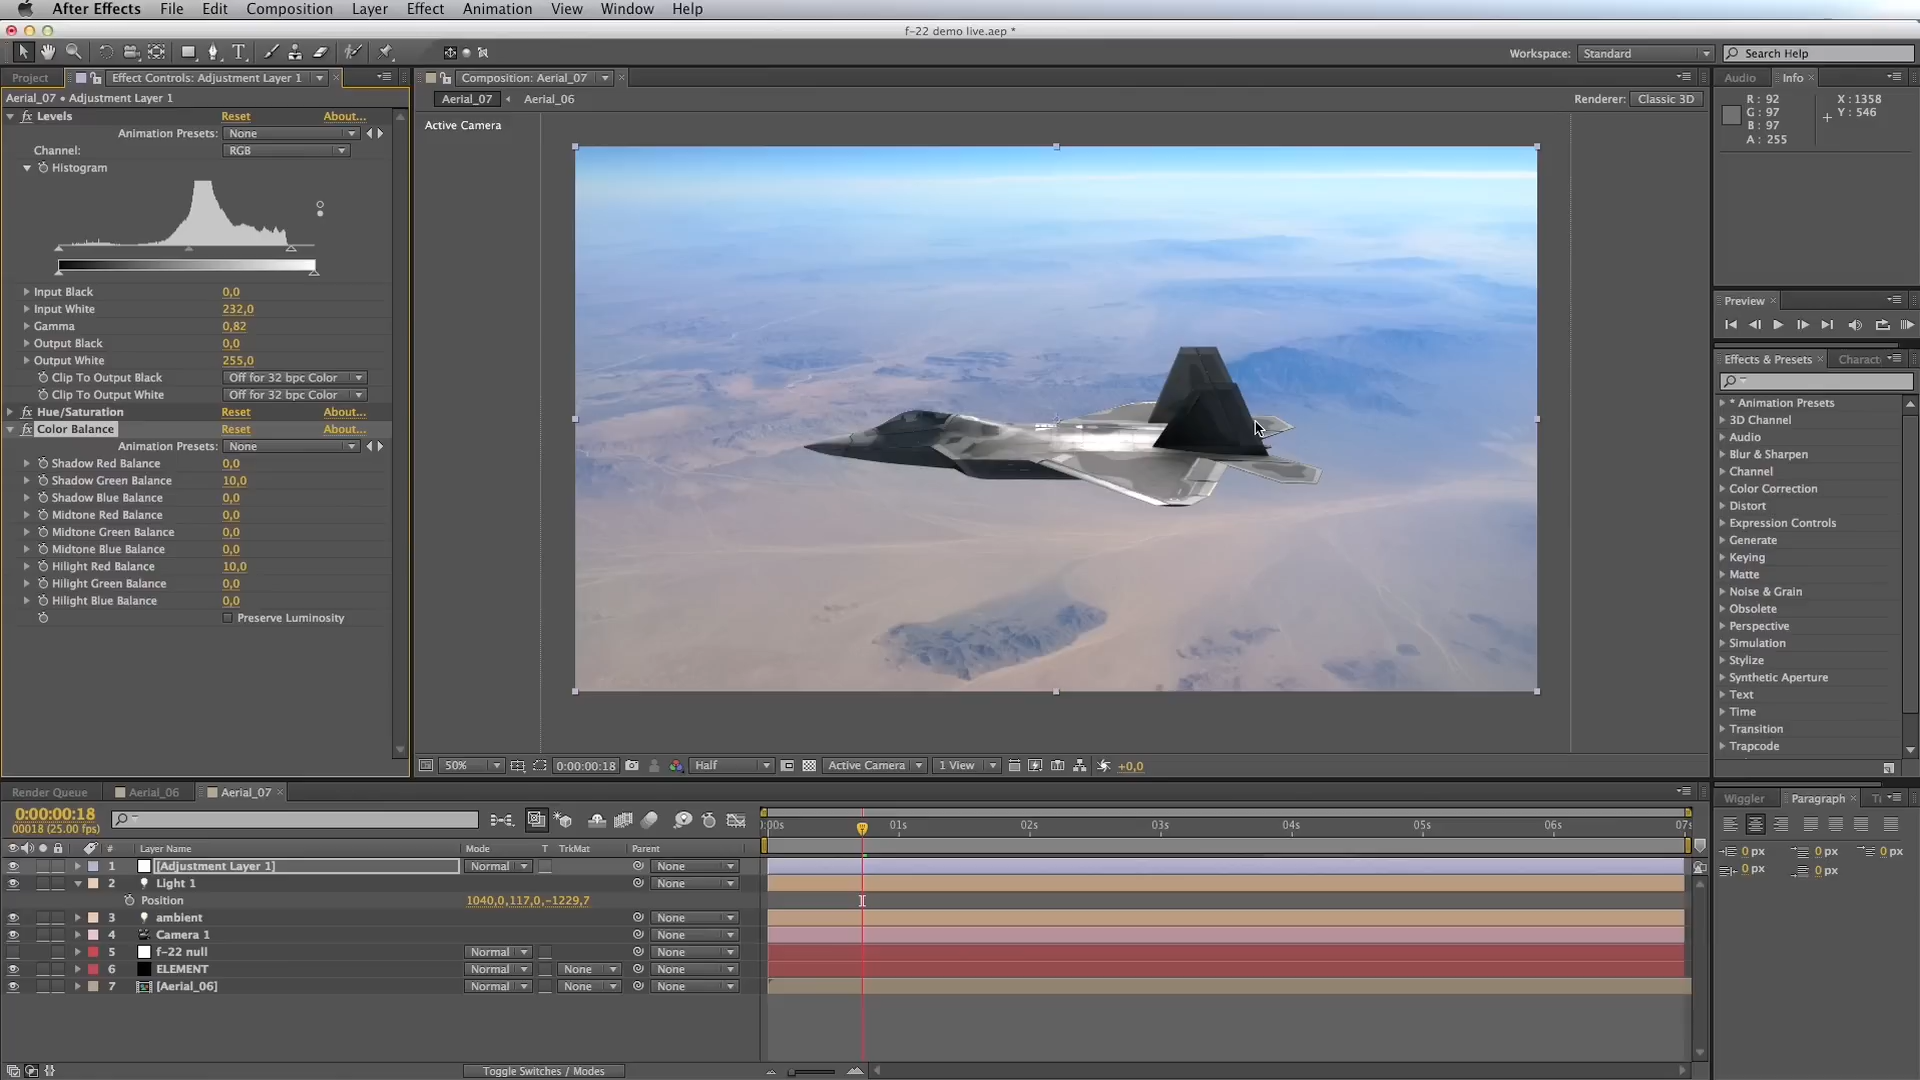 After Effects File Edit Composition Layer Effect Animation View Window Help
f-22 demo live.aep *
Workspace: Standard Search Help
Project Effect Controls: Adjustment Layer 1
Aerial_07 • Adjustment Layer 1
fx Levels Reset About...
Animation Presets: None
Channel: RGB
Histogram
Input Black 0,0
Input White 232,0
Gamma 0,82
Output Black 0,0
Output White 255,0
Clip To Output Black Off for 32 bpc Color
Clip To Output White Off for 32 bpc Color
fx Hue/Saturation Reset About...
fx Color Balance Reset About...
Animation Presets: None
Shadow Red Balance 0,0
Shadow Green Balance 10,0
Shadow Blue Balance 0,0
Midtone Red Balance 0,0
Midtone Green Balance 0,0
Midtone Blue Balance 0,0
Hilight Red Balance 10,0
Hilight Green Balance 0,0
Hilight Blue Balance 0,0
Preserve Luminosity
Composition: Aerial_07
Aerial_07 Aerial_06
Renderer: Classic 3D
Active Camera
50% 0:00:00:18 Half Active Camera 1 View +0,0
Audio Info
R: 92
G: 97
B: 97
A: 255
X: 1358
Y: 546
Preview
Effects & Presets Charact
* Animation Presets
3D Channel
Audio
Blur & Sharpen
Channel
Color Correction
Distort
Expression Controls
Generate
Keying
Matte
Noise & Grain
Obsolete
Perspective
Simulation
Stylize
Synthetic Aperture
Text
Time
Transition
Trapcode
Render Queue Aerial_06 Aerial_07
0:00:00:18
00018 (25.00 fps)
:00s 01s 02s 03s 04s 05s 06s 07s
# Layer Name Mode T TrkMat Parent
1 [Adjustment Layer 1] Normal None
2 Light 1 None
Position 1040,0,117,0,-1229,7
3 ambient None
4 Camera 1 None
5 f-22 null Normal None
6 ELEMENT Normal None None
7 [Aerial_06] Normal None None
Toggle Switches / Modes
Wiggler Paragraph
0 px 0 px 0 px
0 px 0 px